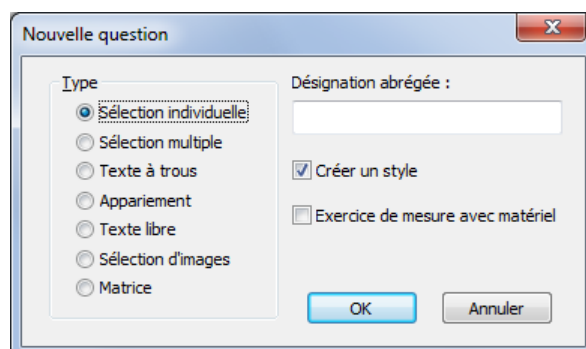 Nouvelle question
Type
Sélection individuelle
Sélection multiple
Texte à trous
Appariement
Texte libre
Sélection d'images
Matrice
Désignation abrégée :
Créer un style
Exercice de mesure avec matériel
OK
Annuler